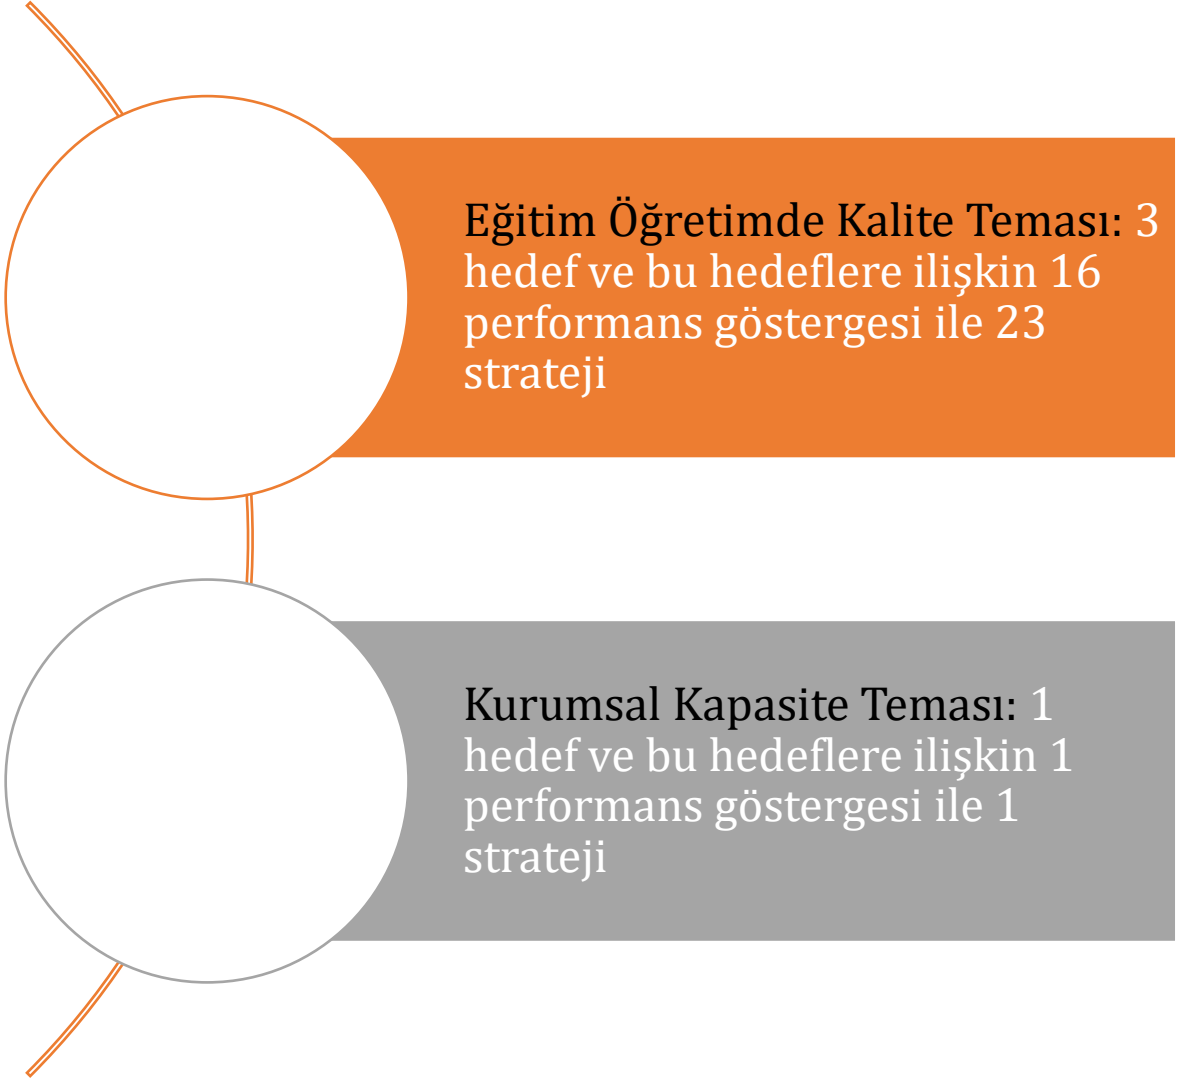 Eğitim Öğretimde Kalite Teması: 3
hedef ve bu hedeflere ilişkin 16
performans göstergesi ile 23
strateji
Kurumsal Kapasite Teması: 1
hedef ve bu hedeflere ilişkin 1
performans göstergesi ile 1
strateji